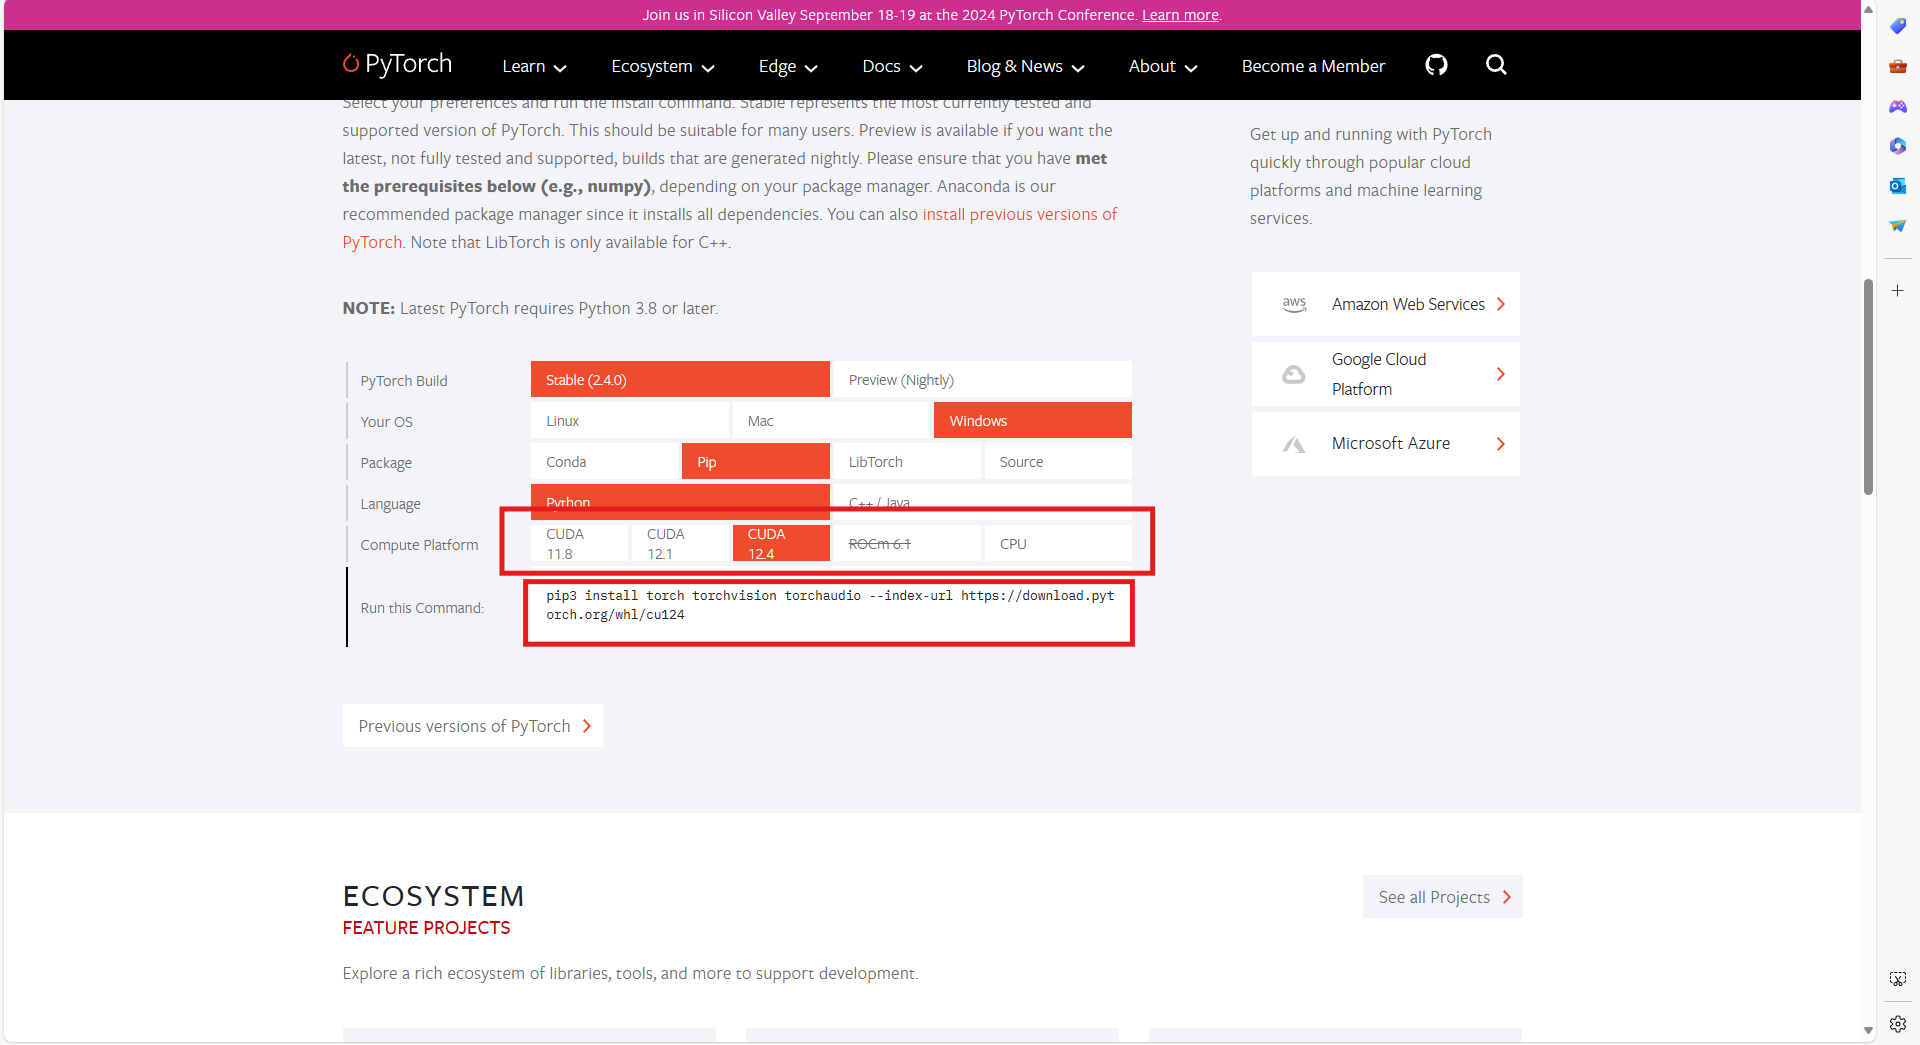 Join us in Silicon Valley September 18-19 at the 2024 PyTorch Conference. Learn more.
PyTorch
Learn
Ecosystem
Edge
Docs
Blog & News
About
Become a Member
Select your preferences and run the install command. Stable represents the most currently tested and
supported version of PyTorch. This should be suitable for many users. Preview is available if you want the
latest, not fully tested and supported, builds that are generated nightly. Please ensure that you have met
the prerequisites below (e.g., numpy), depending on your package manager. Anaconda is our
recommended package manager since it installs all dependencies. You can also install previous versions of
PyTorch. Note that LibTorch is only available for C++.
NOTE: Latest PyTorch requires Python 3.8 or later.
PyTorch Build
Stable (2.4.0)
Preview (Nightly)
Your OS
Linux
Mac
Windows
Package
Conda
Pip
LibTorch
Source
Language
Python
C++ / Java
Compute Platform
CUDA
11.8
CUDA
12.1
CUDA
12.4
ROCm 6.1
CPU
Run this Command:
pip3 install torch torchvision torchaudio --index-url https://download.pyt
orch.org/whl/cu124
Previous versions of PyTorch
Get up and running with PyTorch
quickly through popular cloud
platforms and machine learning
services.
aws
Amazon Web Services
Google Cloud
Platform
Microsoft Azure
ECOSYSTEM
FEATURE PROJECTS
See all Projects
Explore a rich ecosystem of libraries, tools, and more to support development.